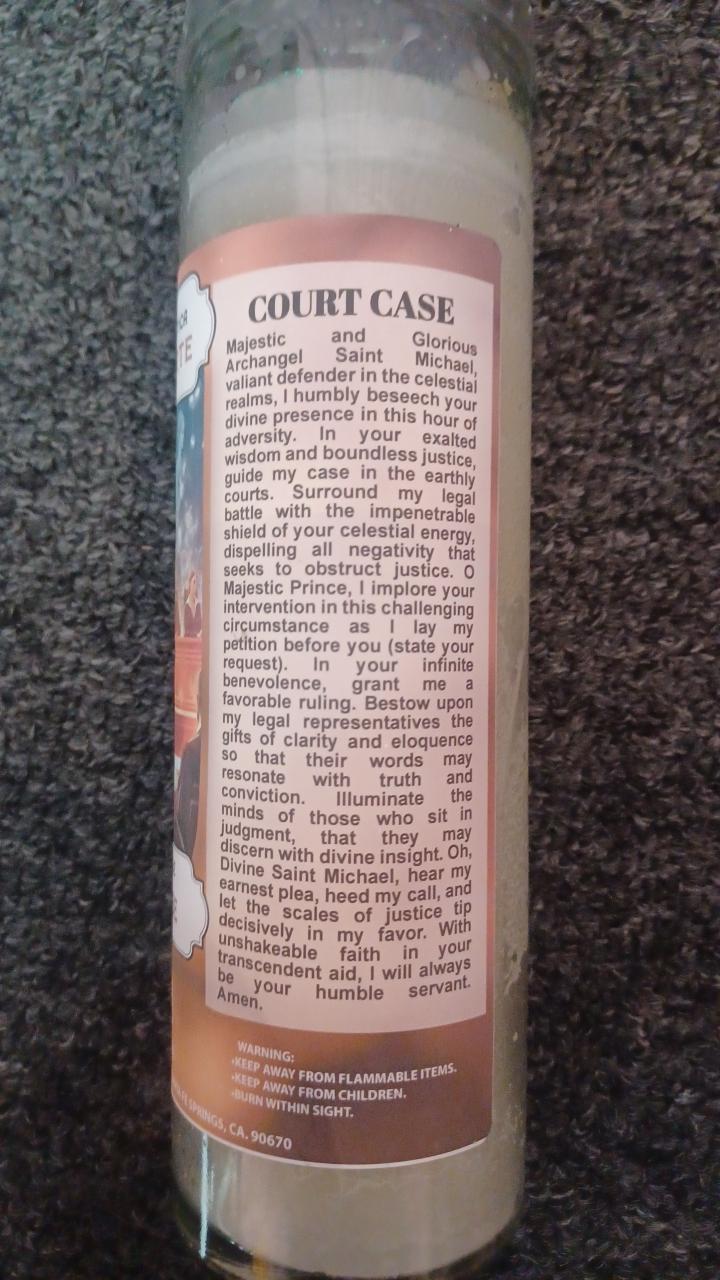 COURT CASE
Majestic and Glorious
Archangel Saint Michael,
valiant defender in the celestial
realms, I humbly beseech your
divine presence in this hour of
adversity. In your exalted
wisdom and boundless justice,
guide my case in the earthly
courts. Surround my legal
battle with the impenetrable
shield of your celestial energy,
dispelling all negativity that
seeks to obstruct justice. O
Majestic Prince, I implore your
intervention in this challenging
circumstance as I lay my
petition before you (state your
request). In your infinite
benevolence, grant me a
favorable ruling. Bestow upon
my legal representatives the
gifts of clarity and eloquence
so that their words may
resonate with truth and
conviction. Illuminate the
minds of those who sit in
judgment, that they may
discern with divine insight. Oh,
Divine Saint Michael, hear my
earnest plea, heed my call, and
let the scales of justice tip
decisively in my favor. With
unshakeable faith in your
transcendent aid, I will always
be your humble servant.
Amen.
WARNING:
•KEEP AWAY FROM FLAMMABLE ITEMS.
•KEEP AWAY FROM CHILDREN.
•BURN WITHIN SIGHT.
FE SPRINGS, CA. 90670